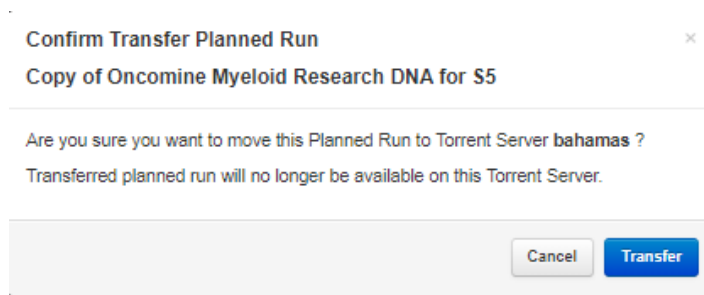 Confirm Transfer Planned Run
×
Copy of Oncomine Myeloid Research DNA for S5
Are you sure you want to move this Planned Run to Torrent Server bahamas ?
Transferred planned run will no longer be available on this Torrent Server.
Cancel
Transfer